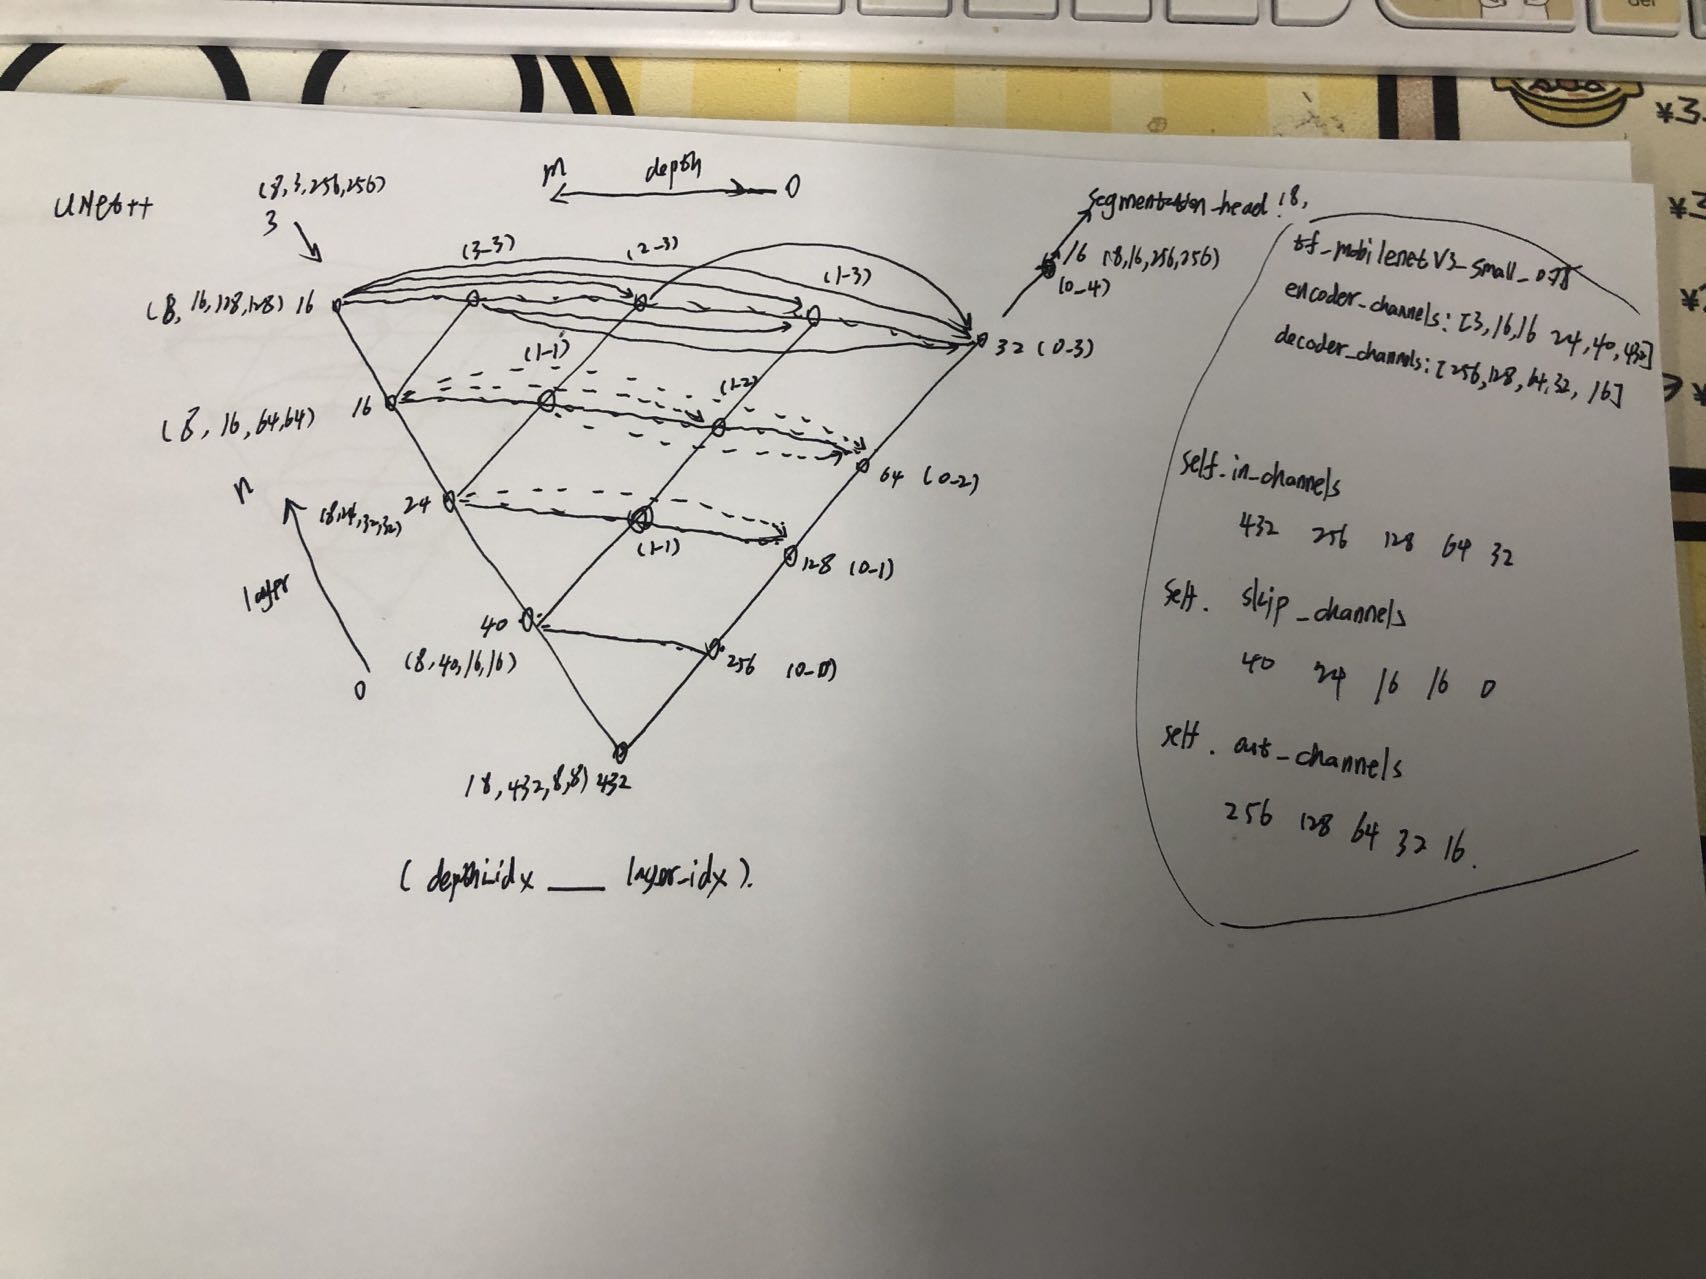 UNet++
(8,3,256,256)
3
m depth 0
segmentation_head (8,
16 (8,16,256,256)
(0-4)
(3-3) (2-3) (1-3)
(8, 16,128,128) 16
32 (0-3)
(1-1) (1-2)
(8, 16, 64,64) 16
64 (0-2)
n
(8,24,32,32) 24
(1-1)
128 (0-1)
layer
40
(8,40,16,16)
256 (0-0)
0
(8,432,8,8) 432
(depth_idx __ layer_idx).
tf_mobilenetV3_small_075
encoder_channels: [3,16,16 24,40,432]
decoder_channels: [256,128,64,32, 16]
self.in_channels
432 256 128 64 32
self. skip_channels
40 24 16 16 0
self. out_channels
256 128 64 32 16.
del
¥3